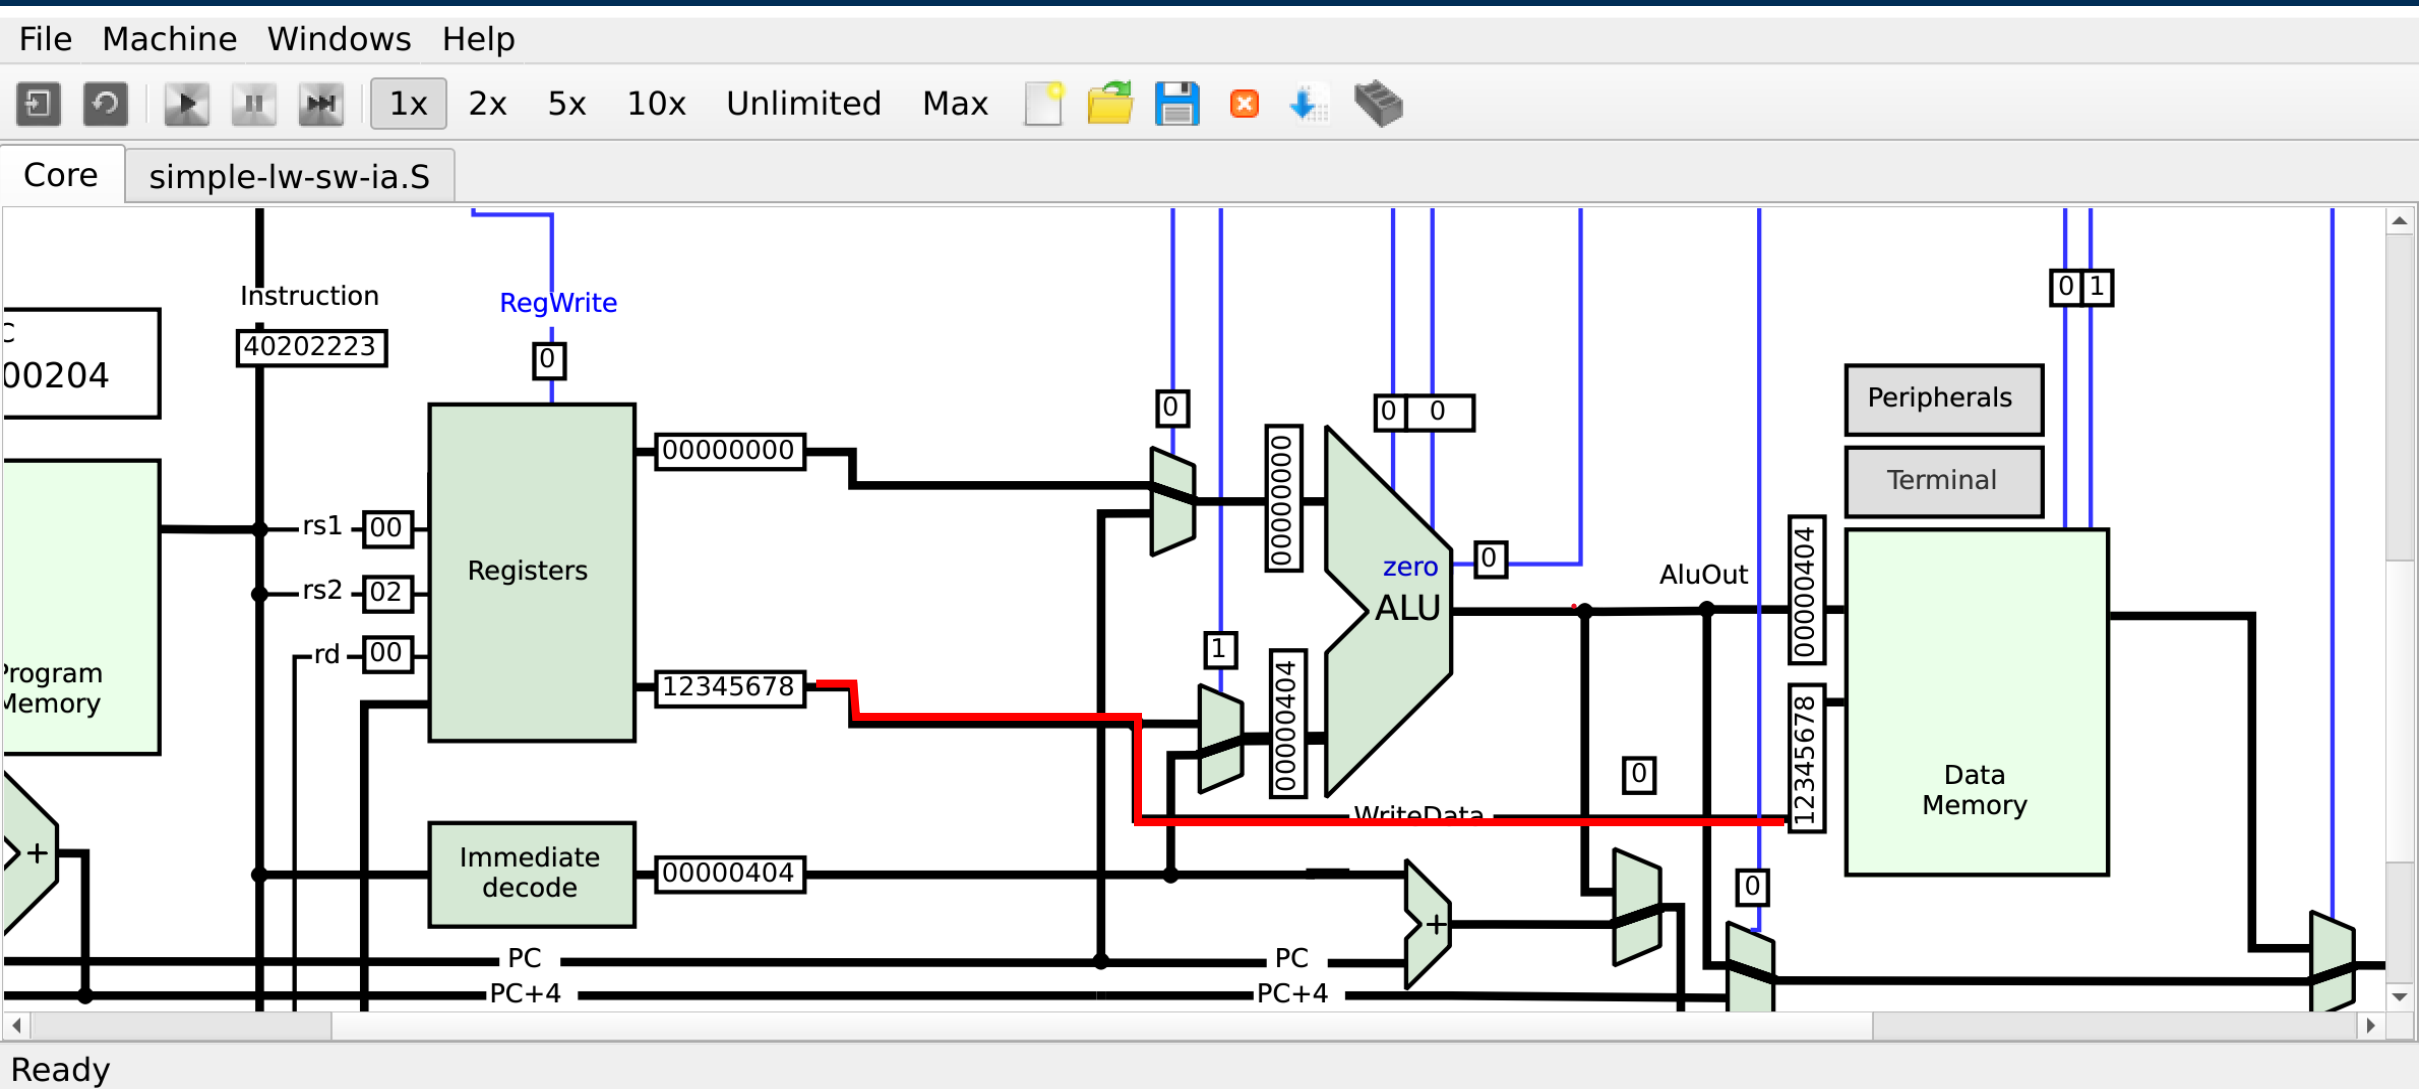 File Machine Windows Help
1x 2x 5x 10x Unlimited Max
Core simple-lw-sw-ia.S
Instruction
40202223
RegWrite
0
C
00204
0
0 0
0 1
Peripherals
Terminal
00000000
00000000
rs1 00
rs2 02
rd 00
Registers
zero
0
ALU
AluOut
00000404
1
12345678
00000404
12345678
Program
Memory
0
Data
Memory
WriteData
+
Immediate
decode
00000404
0
+
PC PC
PC+4 PC+4
Ready